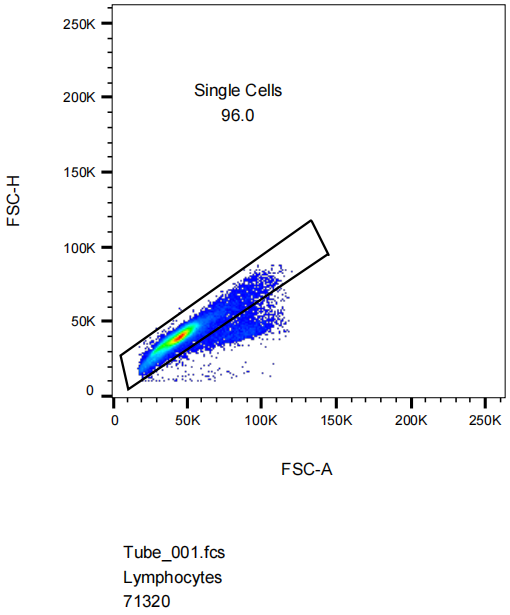 250K
200K
150K
100K
50K
0
FSC-H
Single Cells
96.0
0
50K
100K
150K
200K
250K
FSC-A
Tube_001.fcs
Lymphocytes
71320